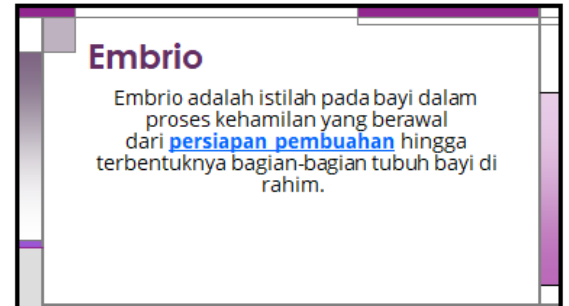 Embrio
Embrio adalah istilah pada bayi dalam
proses kehamilan yang berawal
dari persiapan pembuahan hingga
terbentuknya bagian-bagian tubuh bayi di
rahim.